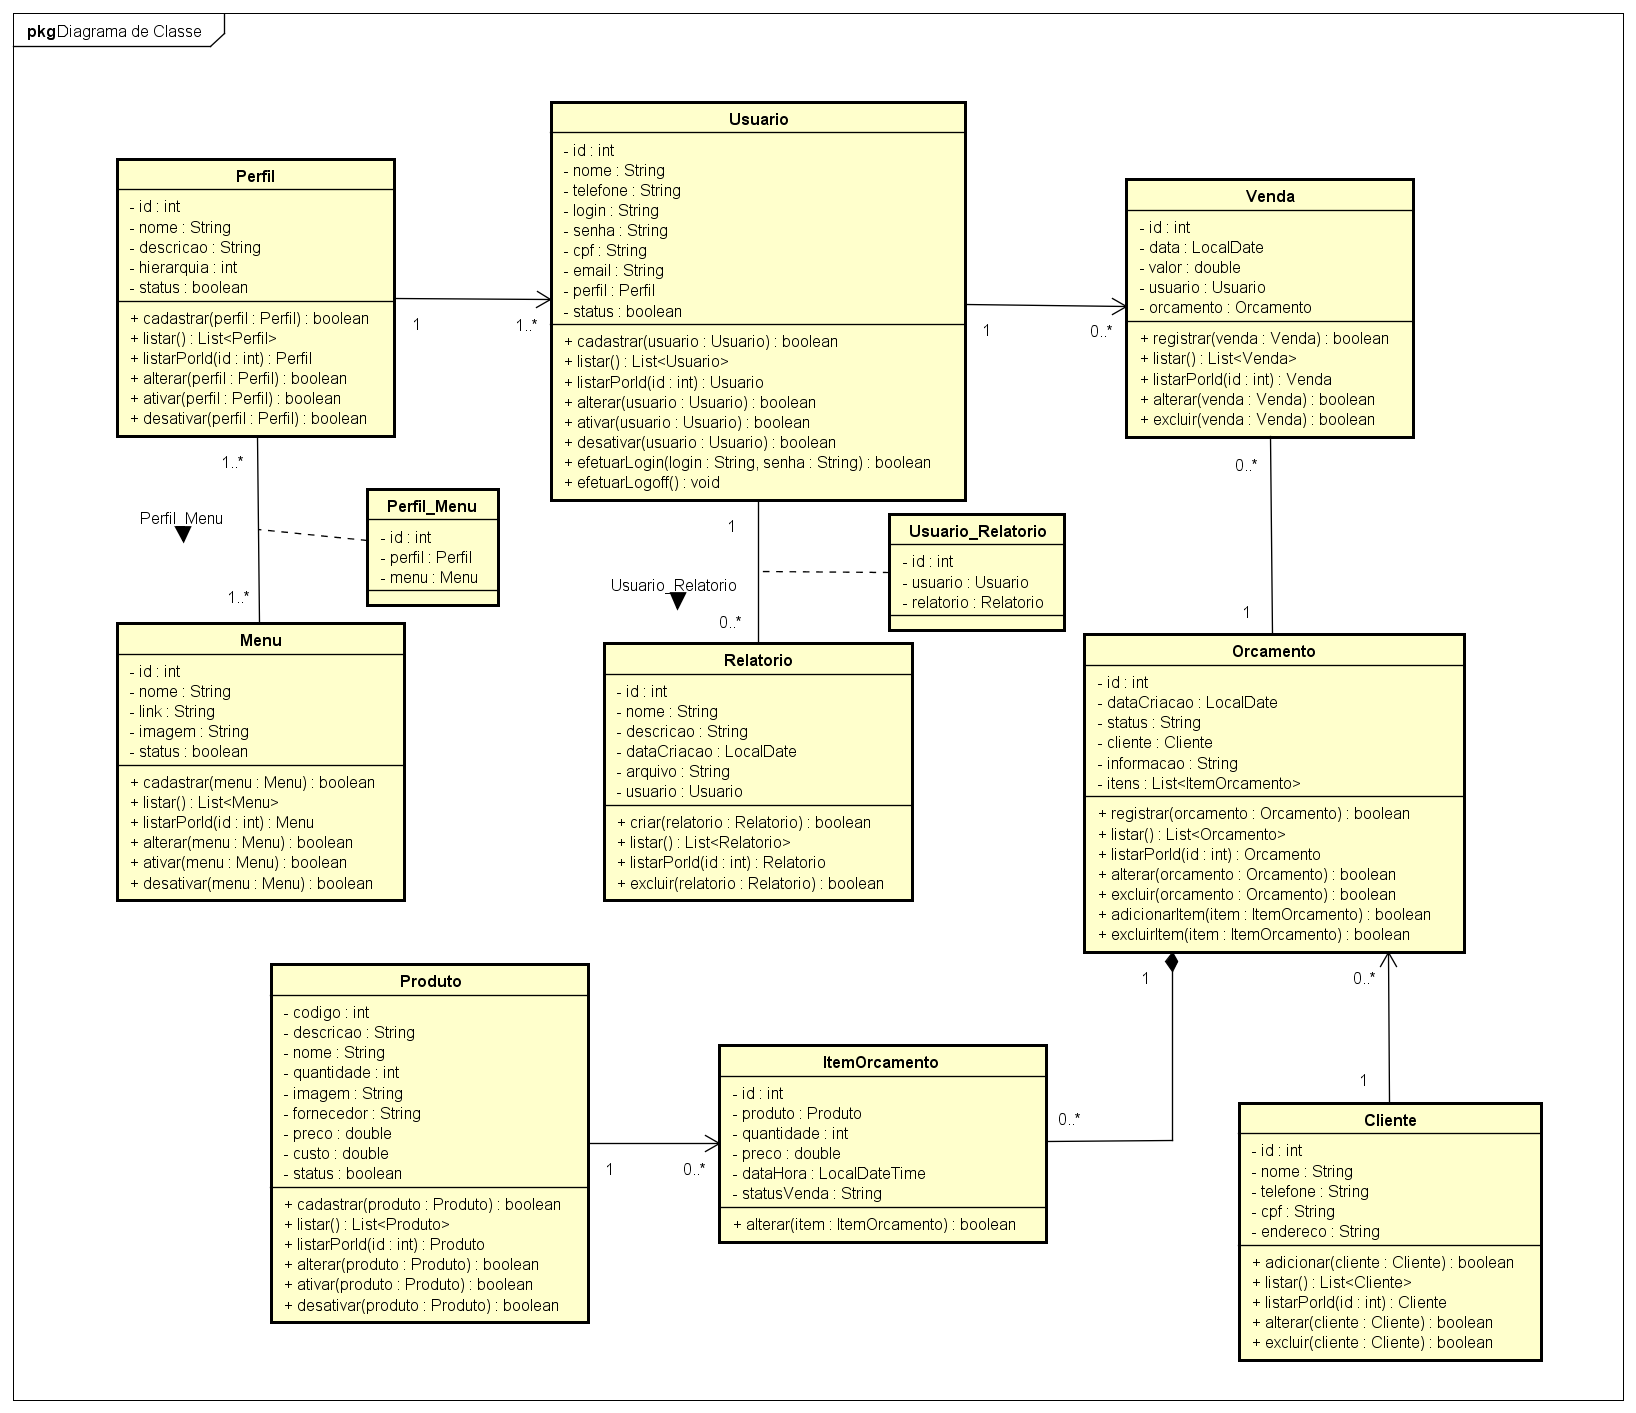 pkg Diagrama de Classe
Usuario
- id : int
- nome : String
- telefone : String
- login : String
- senha : String
- cpf : String
- email : String
- perfil : Perfil
- status : boolean
+ cadastrar(usuario : Usuario) : boolean
+ listar() : List<Usuario>
+ listarPorId(id : int) : Usuario
+ alterar(usuario : Usuario) : boolean
+ ativar(usuario : Usuario) : boolean
+ desativar(usuario : Usuario) : boolean
+ efetuarLogin(login : String, senha : String) : boolean
+ efetuarLogoff() : void
Perfil
- id : int
- nome : String
- descricao : String
- hierarquia : int
- status : boolean
+ cadastrar(perfil : Perfil) : boolean
+ listar() : List<Perfil>
+ listarPorId(id : int) : Perfil
+ alterar(perfil : Perfil) : boolean
+ ativar(perfil : Perfil) : boolean
+ desativar(perfil : Perfil) : boolean
1
1..*
Venda
- id : int
- data : LocalDate
- valor : double
- usuario : Usuario
- orcamento : Orcamento
+ registrar(venda : Venda) : boolean
+ listar() : List<Venda>
+ listarPorId(id : int) : Venda
+ alterar(venda : Venda) : boolean
+ excluir(venda : Venda) : boolean
1
0..*
1..*
Perfil_Menu
1..*
Perfil_Menu
- id : int
- perfil : Perfil
- menu : Menu
1
Usuario_Relatorio
0..*
Usuario_Relatorio
- id : int
- usuario : Usuario
- relatorio : Relatorio
0..*
1
Menu
- id : int
- nome : String
- link : String
- imagem : String
- status : boolean
+ cadastrar(menu : Menu) : boolean
+ listar() : List<Menu>
+ listarPorId(id : int) : Menu
+ alterar(menu : Menu) : boolean
+ ativar(menu : Menu) : boolean
+ desativar(menu : Menu) : boolean
Relatorio
- id : int
- nome : String
- descricao : String
- dataCriacao : LocalDate
- arquivo : String
- usuario : Usuario
+ criar(relatorio : Relatorio) : boolean
+ listar() : List<Relatorio>
+ listarPorId(id : int) : Relatorio
+ excluir(relatorio : Relatorio) : boolean
Orcamento
- id : int
- dataCriacao : LocalDate
- status : String
- cliente : Cliente
- informacao : String
- itens : List<ItemOrcamento>
+ registrar(orcamento : Orcamento) : boolean
+ listar() : List<Orcamento>
+ listarPorId(id : int) : Orcamento
+ alterar(orcamento : Orcamento) : boolean
+ excluir(orcamento : Orcamento) : boolean
+ adicionarItem(item : ItemOrcamento) : boolean
+ excluirItem(item : ItemOrcamento) : boolean
1
0..*
0..*
1
Produto
- codigo : int
- descricao : String
- nome : String
- quantidade : int
- imagem : String
- fornecedor : String
- preco : double
- custo : double
- status : boolean
+ cadastrar(produto : Produto) : boolean
+ listar() : List<Produto>
+ listarPorId(id : int) : Produto
+ alterar(produto : Produto) : boolean
+ ativar(produto : Produto) : boolean
+ desativar(produto : Produto) : boolean
1
0..*
ItemOrcamento
- id : int
- produto : Produto
- quantidade : int
- preco : double
- dataHora : LocalDateTime
- statusVenda : String
+ alterar(item : ItemOrcamento) : boolean
Cliente
- id : int
- nome : String
- telefone : String
- cpf : String
- endereco : String
+ adicionar(cliente : Cliente) : boolean
+ listar() : List<Cliente>
+ listarPorId(id : int) : Cliente
+ alterar(cliente : Cliente) : boolean
+ excluir(cliente : Cliente) : boolean